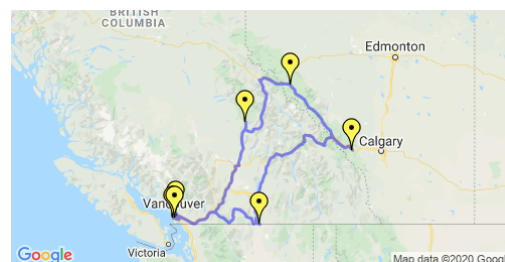 BRITISH
COLUMBIA
Edmonton
Calgary
Vancouver
Victoria
Google
Map data ©2020 Google